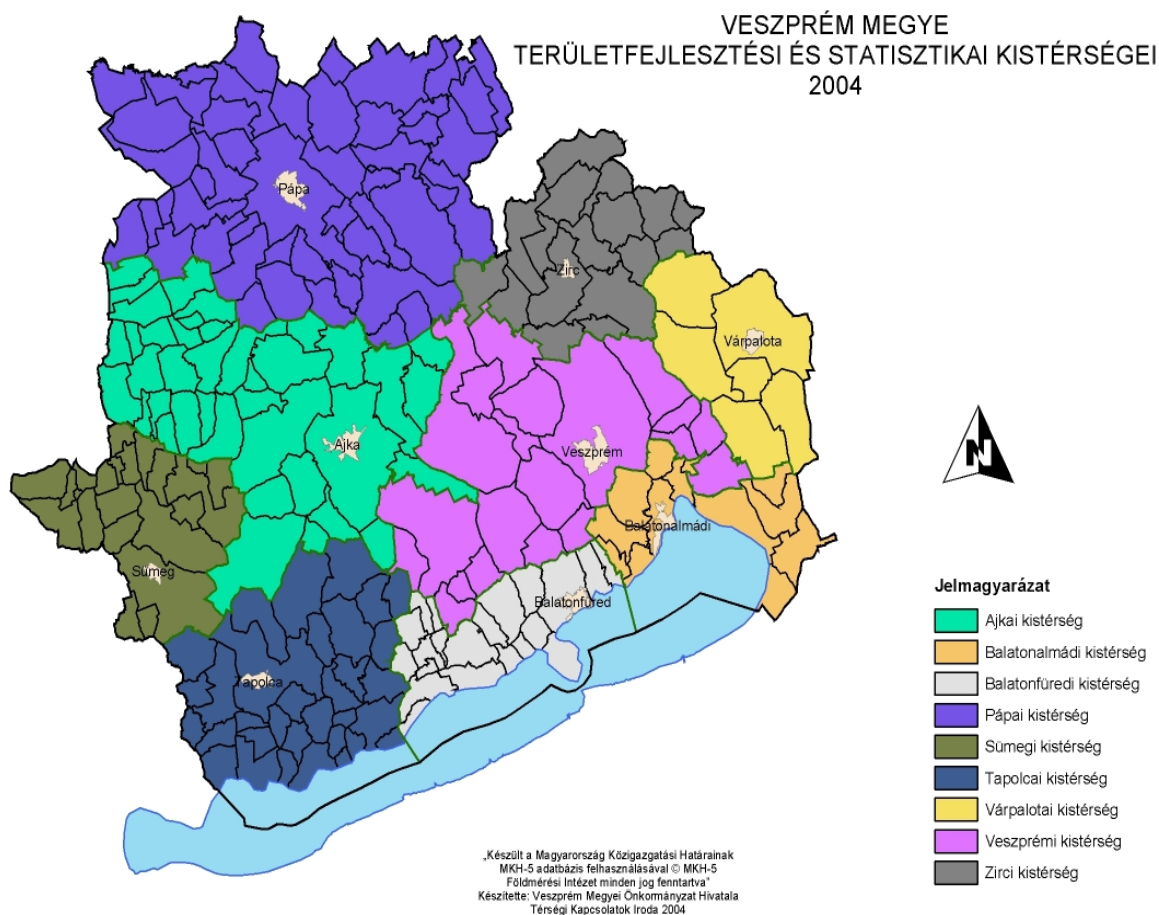 VESZPRÉM MEGYE
TERÜLETFEJLESZTÉSI ÉS STATISZTIKAI KISTÉRSÉGEI
2004
Pápa
Zirc
Várpalota
Ajka
Veszprém
Balatonalmádi
Sümeg
Balatonfüred
Tapolca
N
Jelmagyarázat
Ajkai kistérség
Balatonalmádi kistérség
Balatonfüredi kistérség
Pápai kistérség
Sümegi kistérség
Tapolcai kistérség
Várpalotai kistérség
Veszprémi kistérség
Zirci kistérség
„Készült a Magyarország Közigazgatási Határainak
MKH-5 adatbázis felhasználásával © MKH-5
Földmérési Intézet minden jog fenntartva"
Készítette: Veszprém Megyei Önkormányzat Hivatala
Térségi Kapcsolatok Iroda 2004